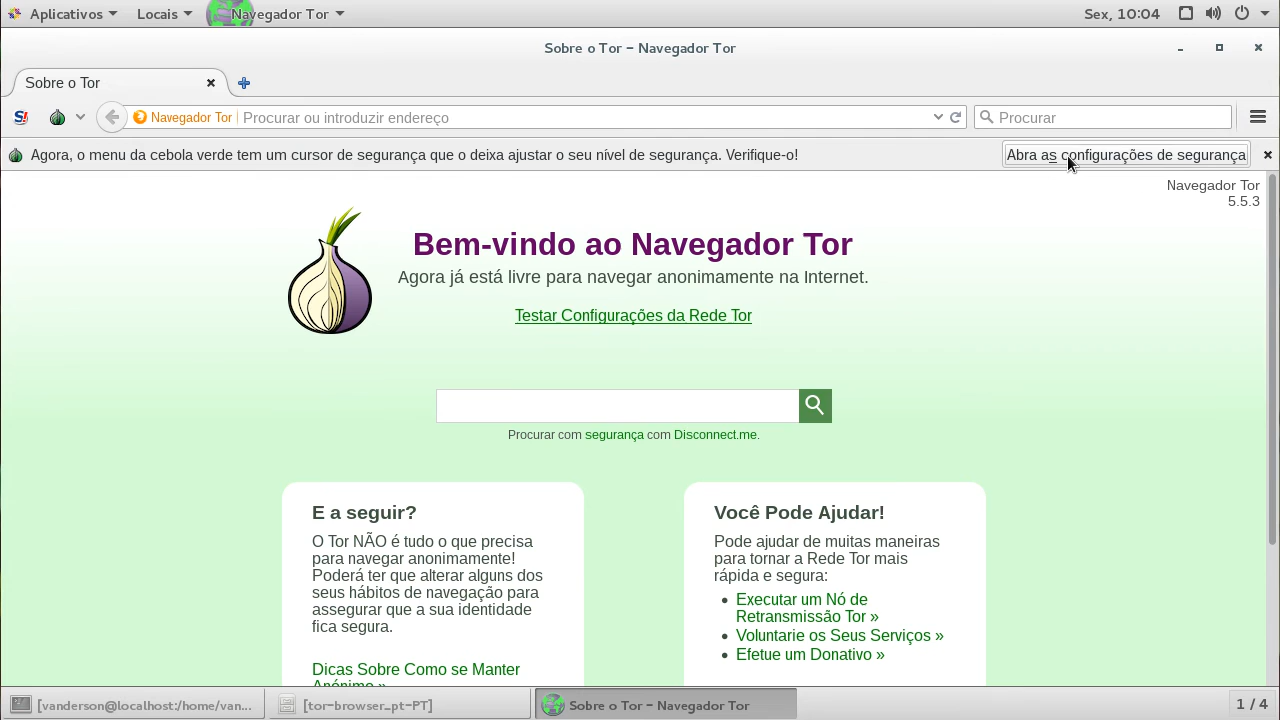 Aplicativos Locais Navegador Tor Sex, 10:04
Sobre o Tor - Navegador Tor
Sobre o Tor
S!
Navegador Tor Procurar ou introduzir endereço Procurar
Agora, o menu da cebola verde tem um cursor de segurança que o deixa ajustar o seu nível de segurança. Verifique-o! Abra as configurações de segurança
Navegador Tor
5.5.3
Bem-vindo ao Navegador Tor
Agora já está livre para navegar anonimamente na Internet.
Testar Configurações da Rede Tor
Procurar com segurança com Disconnect.me.
E a seguir?
O Tor NÃO é tudo o que precisa
para navegar anonimamente!
Poderá ter que alterar alguns dos
seus hábitos de navegação para
assegurar que a sua identidade
fica segura.
Dicas Sobre Como se Manter
Anónimo »
Você Pode Ajudar!
Pode ajudar de muitas maneiras
para tornar a Rede Tor mais
rápida e segura:
Executar um Nó de
Retransmissão Tor »
Voluntarie os Seus Serviços »
Efetue um Donativo »
[vanderson@localhost:/home/van... [tor-browser_pt-PT] Sobre o Tor - Navegador Tor 1 / 4